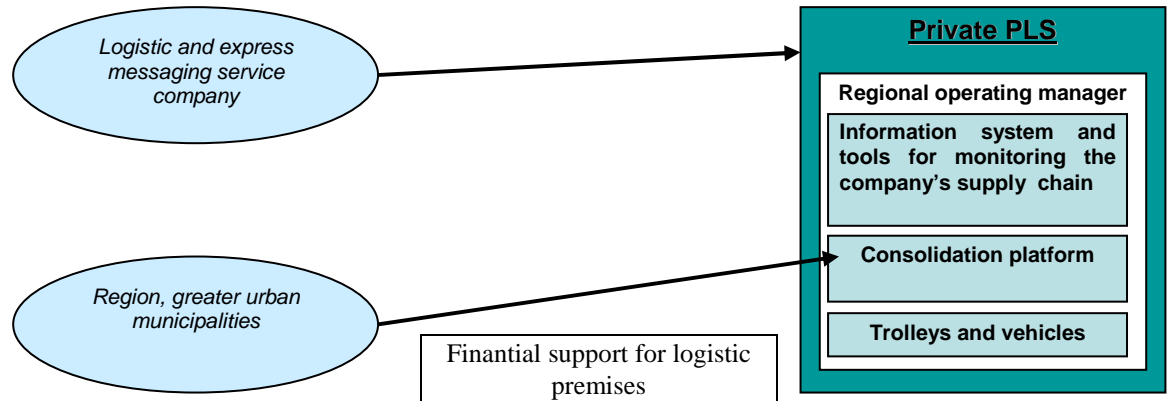 Logistic and express
messaging service
company
Private PLS
Regional operating manager
Information system and
tools for monitoring the
company's supply chain
Consolidation platform
Trolleys and vehicles
Region, greater urban
municipalities
Finantial support for logistic
premises